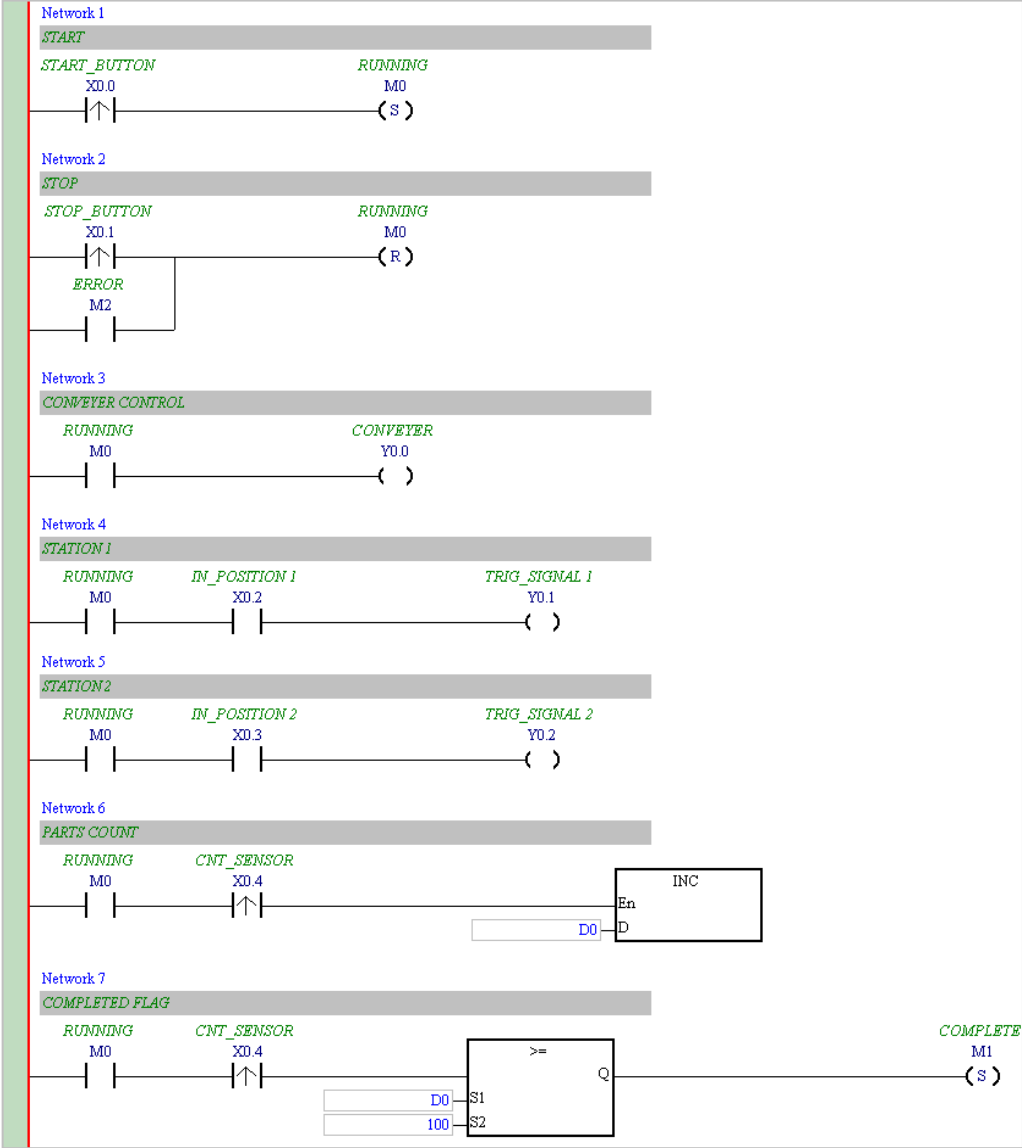 Network 1
START
START_BUTTON RUNNING
X0.0 M0
S
Network 2
STOP
STOP_BUTTON RUNNING
X0.1 M0
R
ERROR
M2
Network 3
CONVEYER CONTROL
RUNNING CONVEYER
M0 Y0.0
Network 4
STATION 1
RUNNING IN_POSITION 1 TRIG_SIGNAL 1
M0 X0.2 Y0.1
Network 5
STATION 2
RUNNING IN_POSITION 2 TRIG_SIGNAL 2
M0 X0.3 Y0.2
Network 6
PARTS COUNT
RUNNING CNT_SENSOR
M0 X0.4 INC
En
D0 D
Network 7
COMPLETED FLAG
RUNNING CNT_SENSOR COMPLETE
M0 X0.4 >= M1
Q S
D0 S1
100 S2